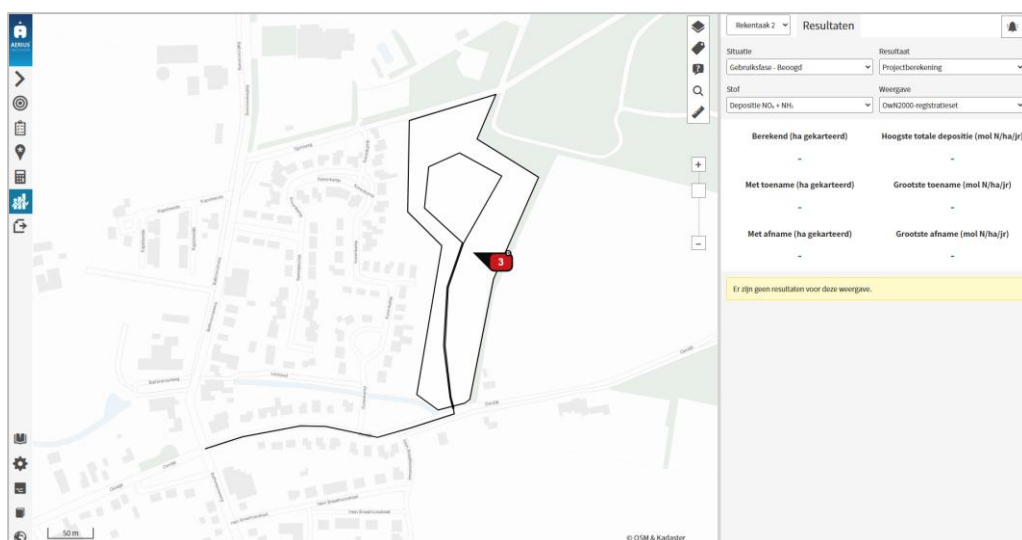 AERIUS
Rekentaak 2
Resultaten
Situatie
Resultaat
Gebruiksfase - Beoogd
Projectberekening
Stof
Weergave
Depositie NOₓ + NH₃
OwN2000-registratieset
Berekend (ha gekarteerd)
Hoogste totale depositie (mol N/ha/jr)
-
-
Met toename (ha gekarteerd)
Grootste toename (mol N/ha/jr)
-
-
Met afname (ha gekarteerd)
Grootste afname (mol N/ha/jr)
-
-
Er zijn geen resultaten voor deze weergave.
3
50 m
© OSM & Kadaster